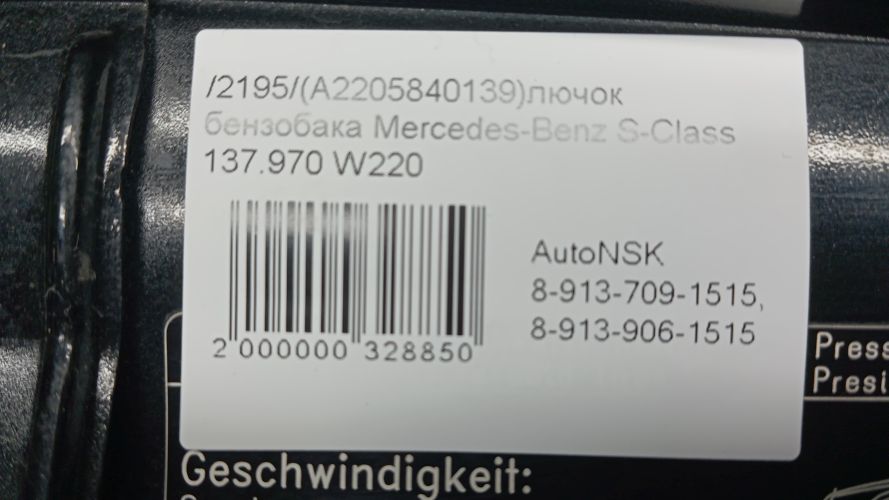 /2195/(A2205840139)лючок
бензобака Mercedes-Benz S-Class
137.970 W220
AutoNSK
8-913-709-1515,
8-913-906-1515
2 000000 328850
Press
Presi
Geschwindigkeit: